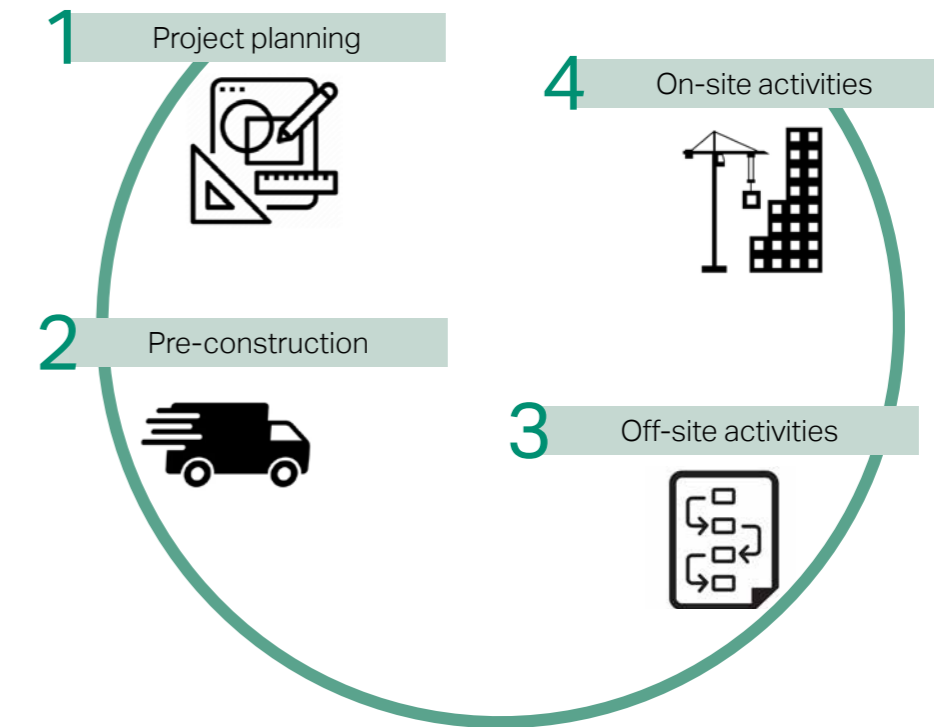 1 Project planning
2 Pre-construction
3 Off-site activities
4 On-site activities